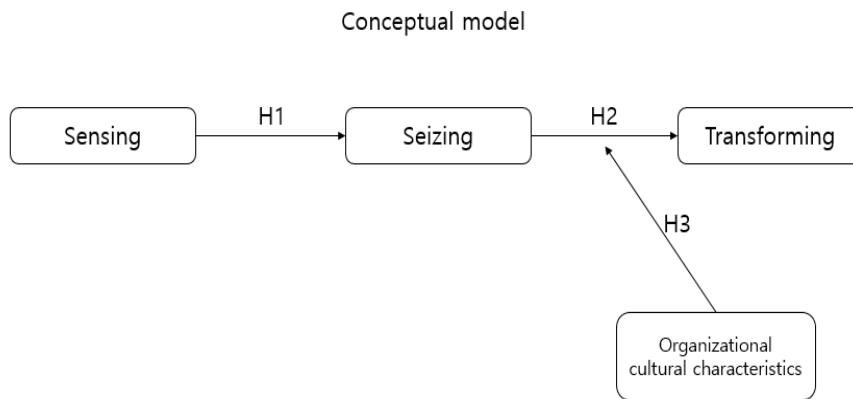 Conceptual model
H1
H2
Sensing
Seizing
Transforming
H3
Organizational
cultural characteristics